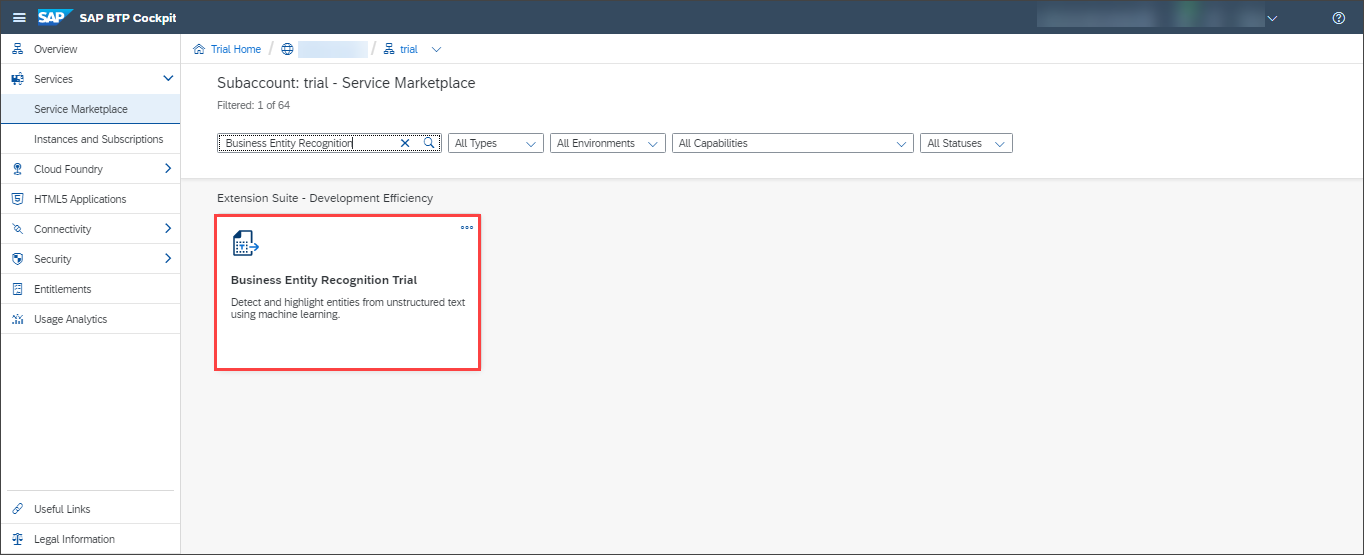 SAP SAP BTP Cockpit
Trial Home / / trial
Overview
Services
Service Marketplace
Instances and Subscriptions
Cloud Foundry
HTML5 Applications
Connectivity
Security
Entitlements
Usage Analytics
Useful Links
Legal Information
Subaccount: trial - Service Marketplace
Filtered: 1 of 64
Business Entity Recognition All Types All Environments All Capabilities All Statuses
Extension Suite - Development Efficiency
Business Entity Recognition Trial
Detect and highlight entities from unstructured text
using machine learning.